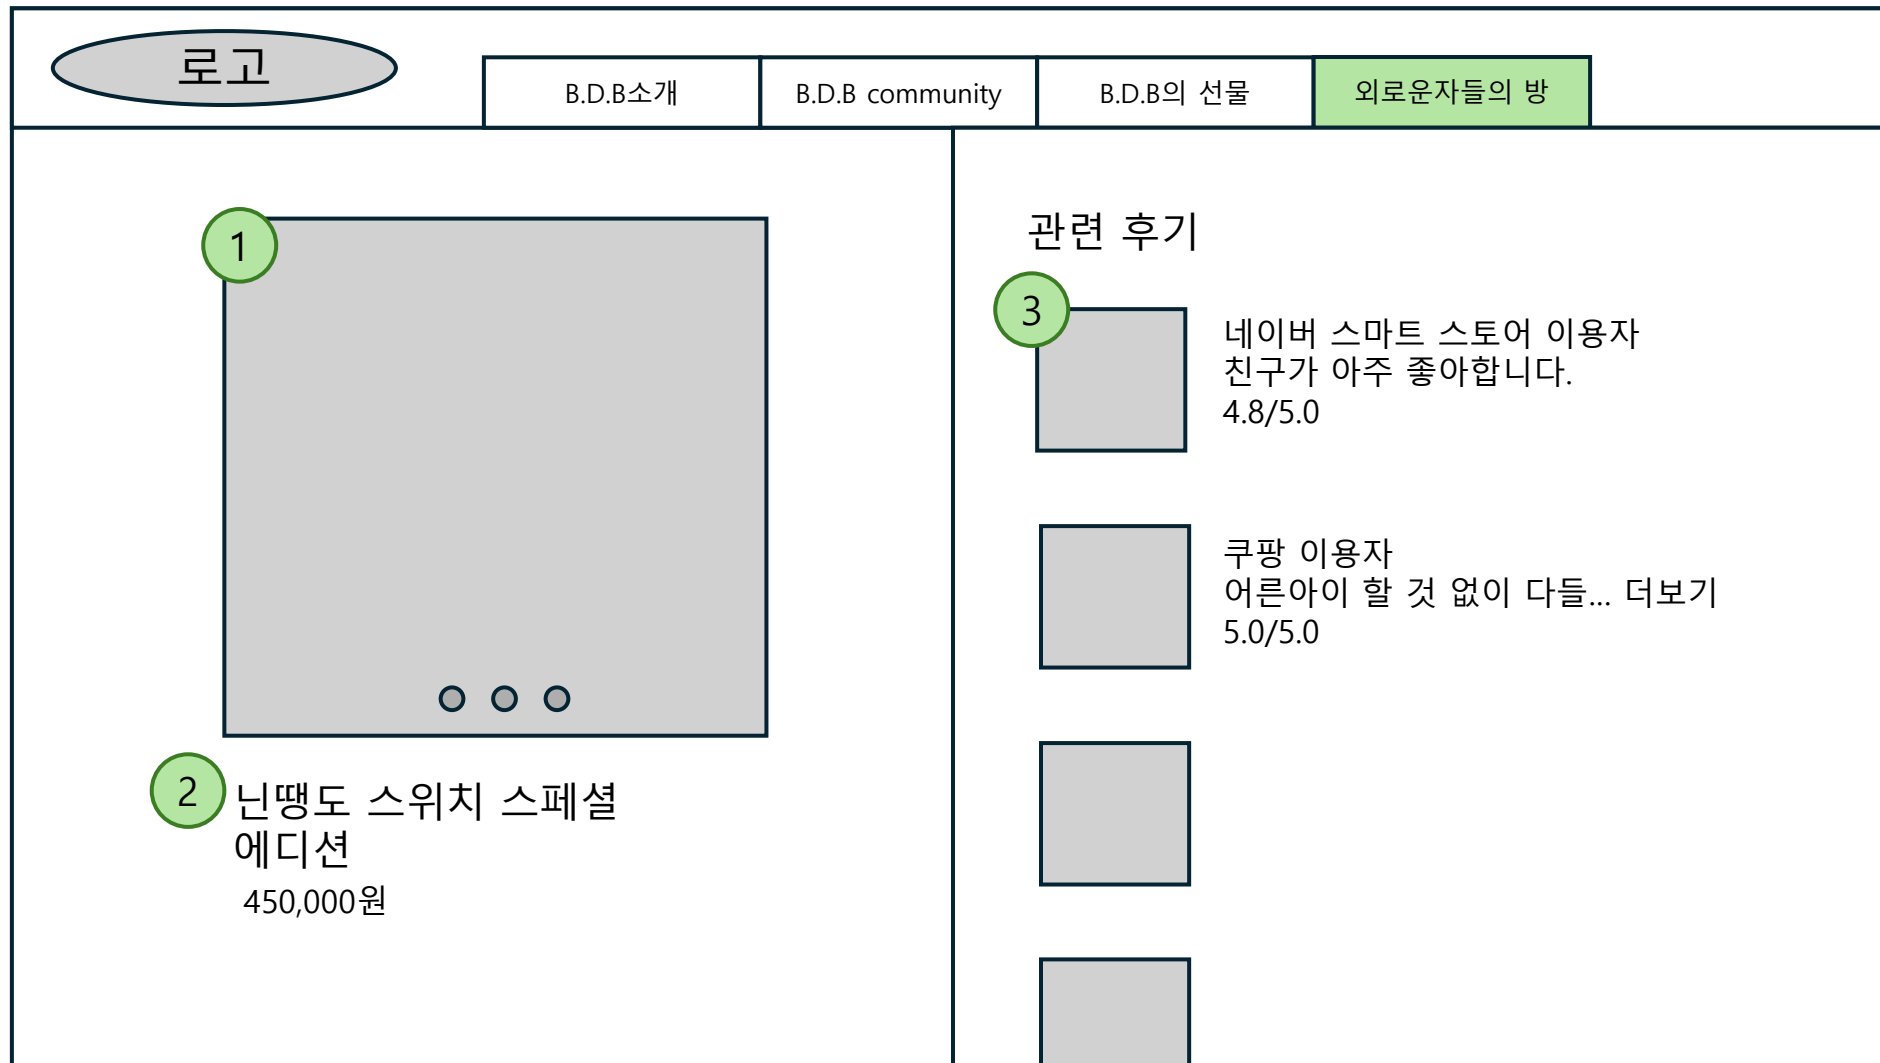 로고
B.D.B소개
B.D.B community
B.D.B의 선물
외로운자들의 방
1
2
닌땡도 스위치 스페셜
에디션
450,000원
관련 후기
3
네이버 스마트 스토어 이용자
친구가 아주 좋아합니다.
4.8/5.0
쿠팡 이용자
어른아이 할 것 없이 다들... 더보기
5.0/5.0